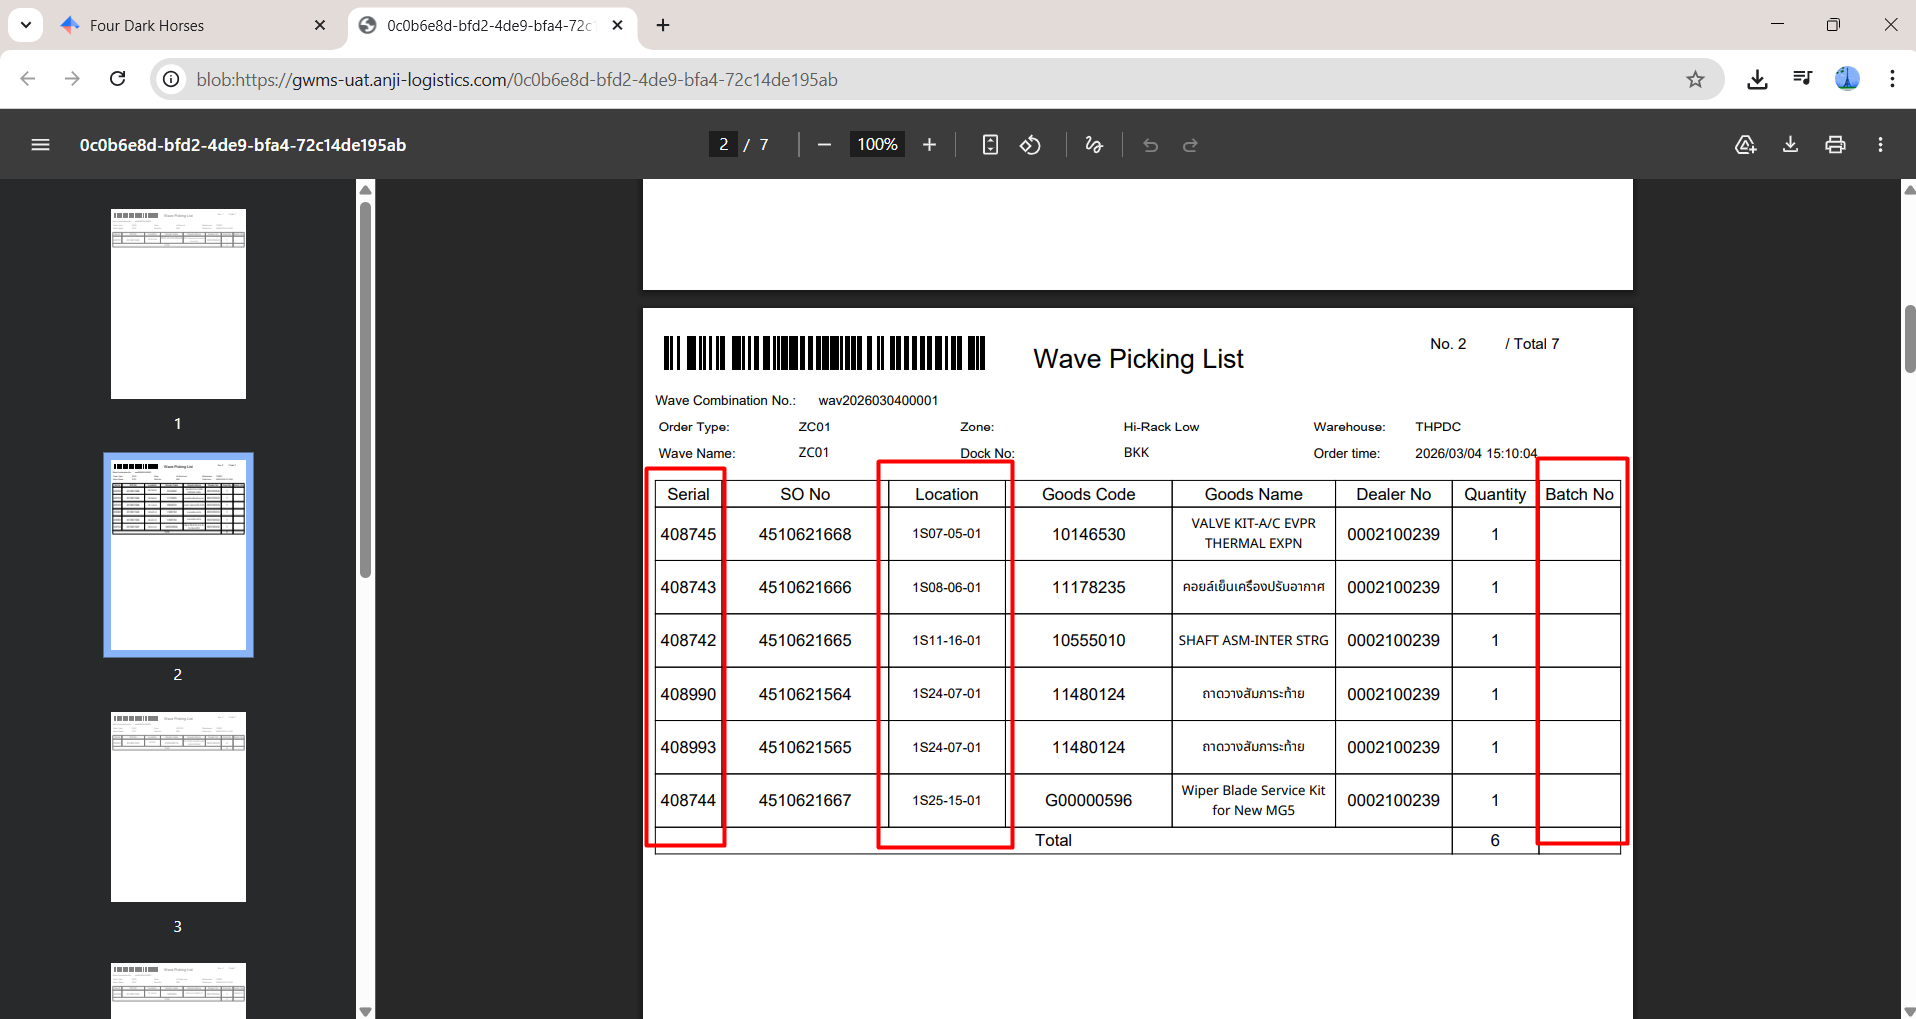 Four Dark Horses
0c0b6e8d-bfd2-4de9-bfa4-72c
blob:https://gwms-uat.anji-logistics.com/0c0b6e8d-bfd2-4de9-bfa4-72c14de195ab
0c0b6e8d-bfd2-4de9-bfa4-72c14de195ab
2 / 7
100%
1
2
3
Wave Picking List
No. 2 / Total 7
Wave Combination No.: wav2026030400001
Order Type: ZC01 Zone: Hi-Rack Low Warehouse: THPDC
Wave Name: ZC01 Dock No: BKK Order time: 2026/03/04 15:10:04
Serial SO No Location Goods Code Goods Name Dealer No Quantity Batch No
408745 4510621668 1S07-05-01 10146530 VALVE KIT-A/C EVPR THERMAL EXPN 0002100239 1
408743 4510621666 1S08-06-01 11178235 คอยล์เย็นเครื่องปรับอากาศ 0002100239 1
408742 4510621665 1S11-16-01 10555010 SHAFT ASM-INTER STRG 0002100239 1
408990 4510621564 1S24-07-01 11480124 ถาดวางสัมภาระท้าย 0002100239 1
408993 4510621565 1S24-07-01 11480124 ถาดวางสัมภาระท้าย 0002100239 1
408744 4510621667 1S25-15-01 G00000596 Wiper Blade Service Kit for New MG5 0002100239 1
Total 6